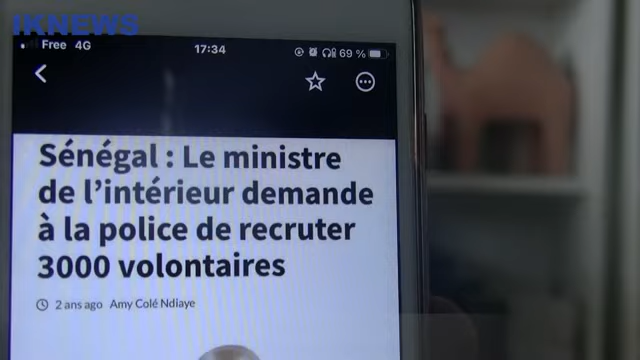 IKNEWS
Free 4G 17:34 69 %
Sénégal : Le ministre
de l'intérieur demande
à la police de recruter
3000 volontaires
2 ans ago Amy Colé Ndiaye